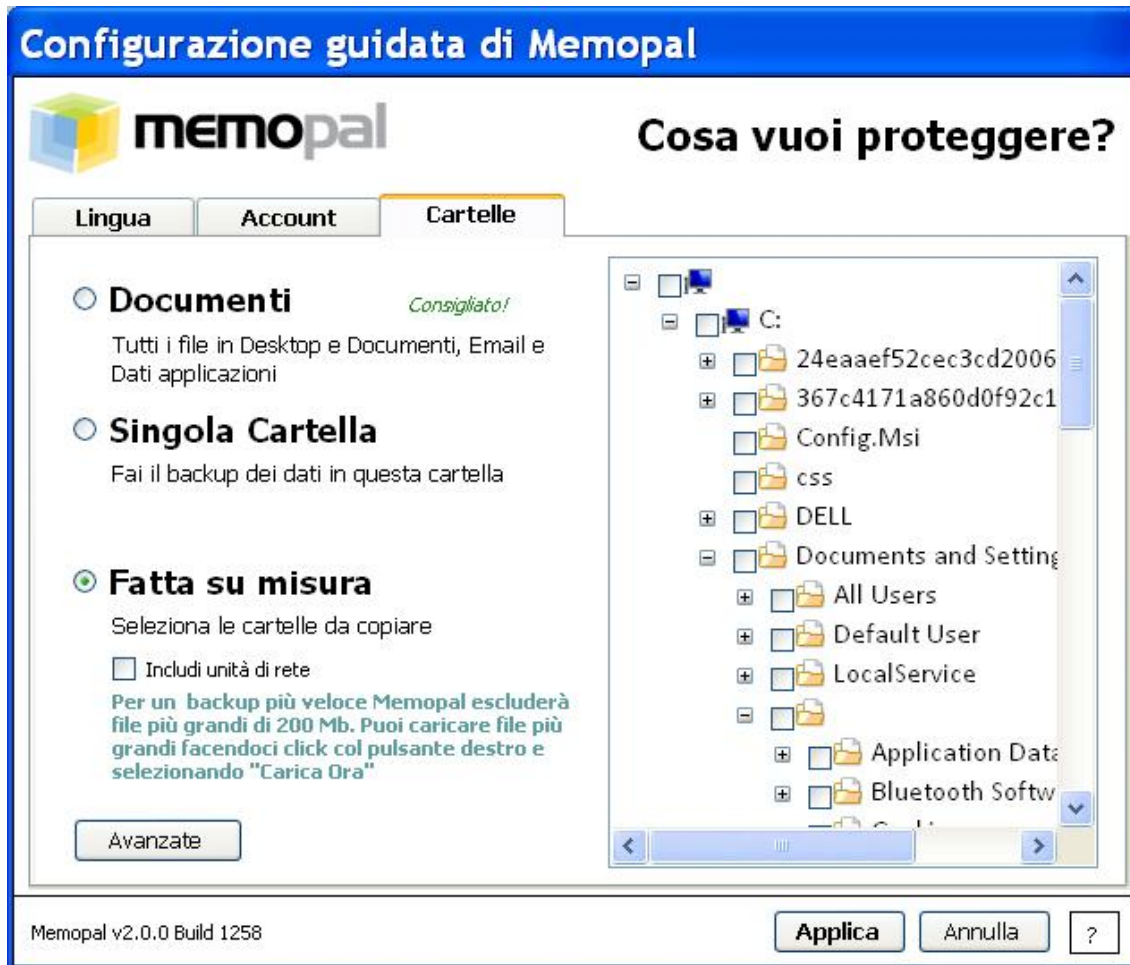 Configurazione guidata di Memopal
memopal
Cosa vuoi proteggere?
Lingua
Account
Cartelle
Documenti
Consigliato!
Tutti i file in Desktop e Documenti, Email e
Dati applicazioni
Singola Cartella
Fai il backup dei dati in questa cartella
Fatta su misura
Seleziona le cartelle da copiare
Includi unità di rete
Per un backup più veloce Memopal escluderà
file più grandi di 200 Mb. Puoi caricare file più
grandi facendoci click col pulsante destro e
selezionando "Carica Ora"
Avanzate
C:
24eaaef52cec3cd2006
367c4171a860d0f92c1
Config.Msi
css
DELL
Documents and Setting
All Users
Default User
LocalService
Application Data
Bluetooth Softw
Memopal v2.0.0 Build 1258
Applica
Annulla
?